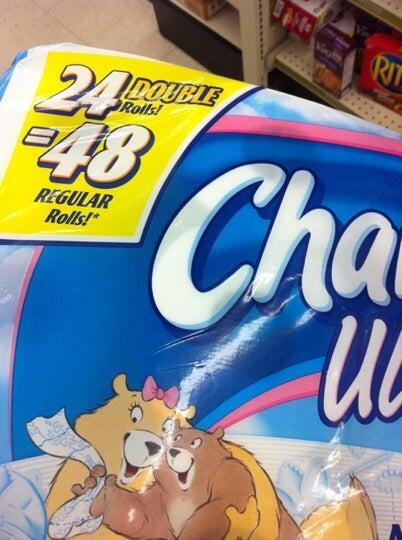 24 DOUBLE
Rolls!
=48
REGULAR
Rolls!*
Cha
Ul
RIT